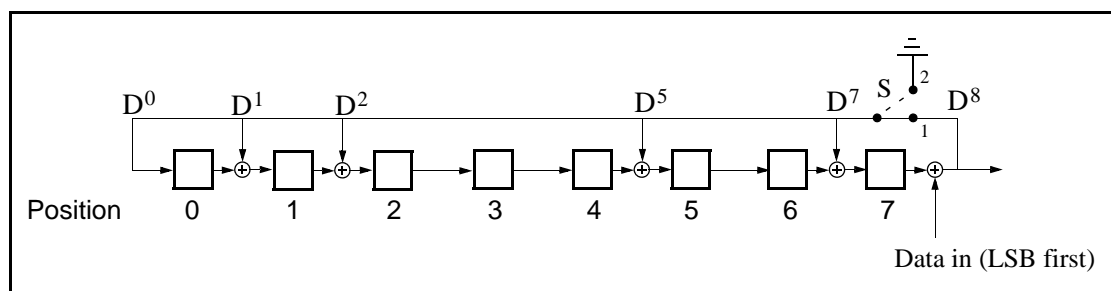 2
S
D⁰ D¹ D² D⁵ D⁷ D⁸
1
Position 0 1 2 3 4 5 6 7
Data in (LSB first)